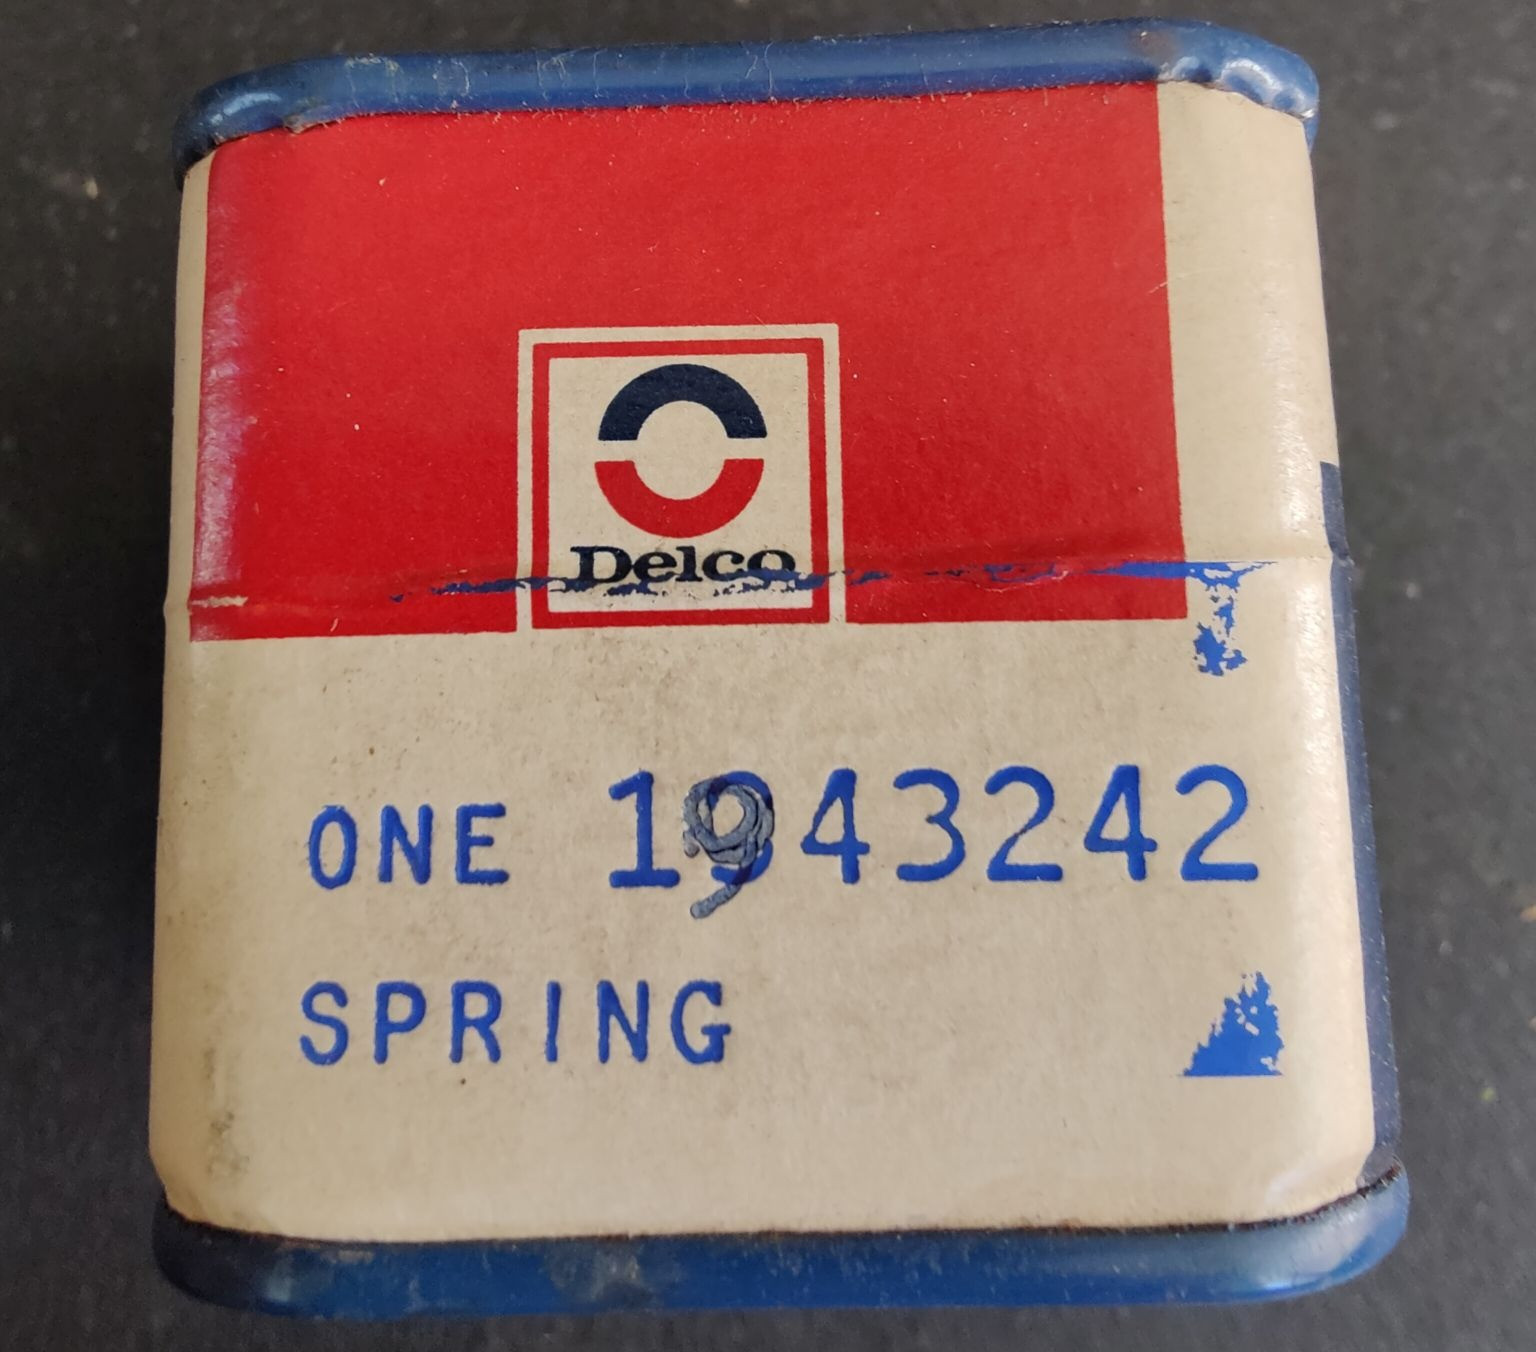 Delco
ONE 1943242
SPRING